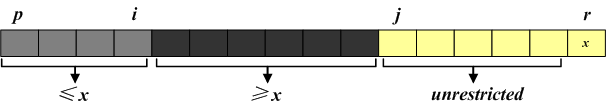 p i j r
x
≤ x ≥ x unrestricted